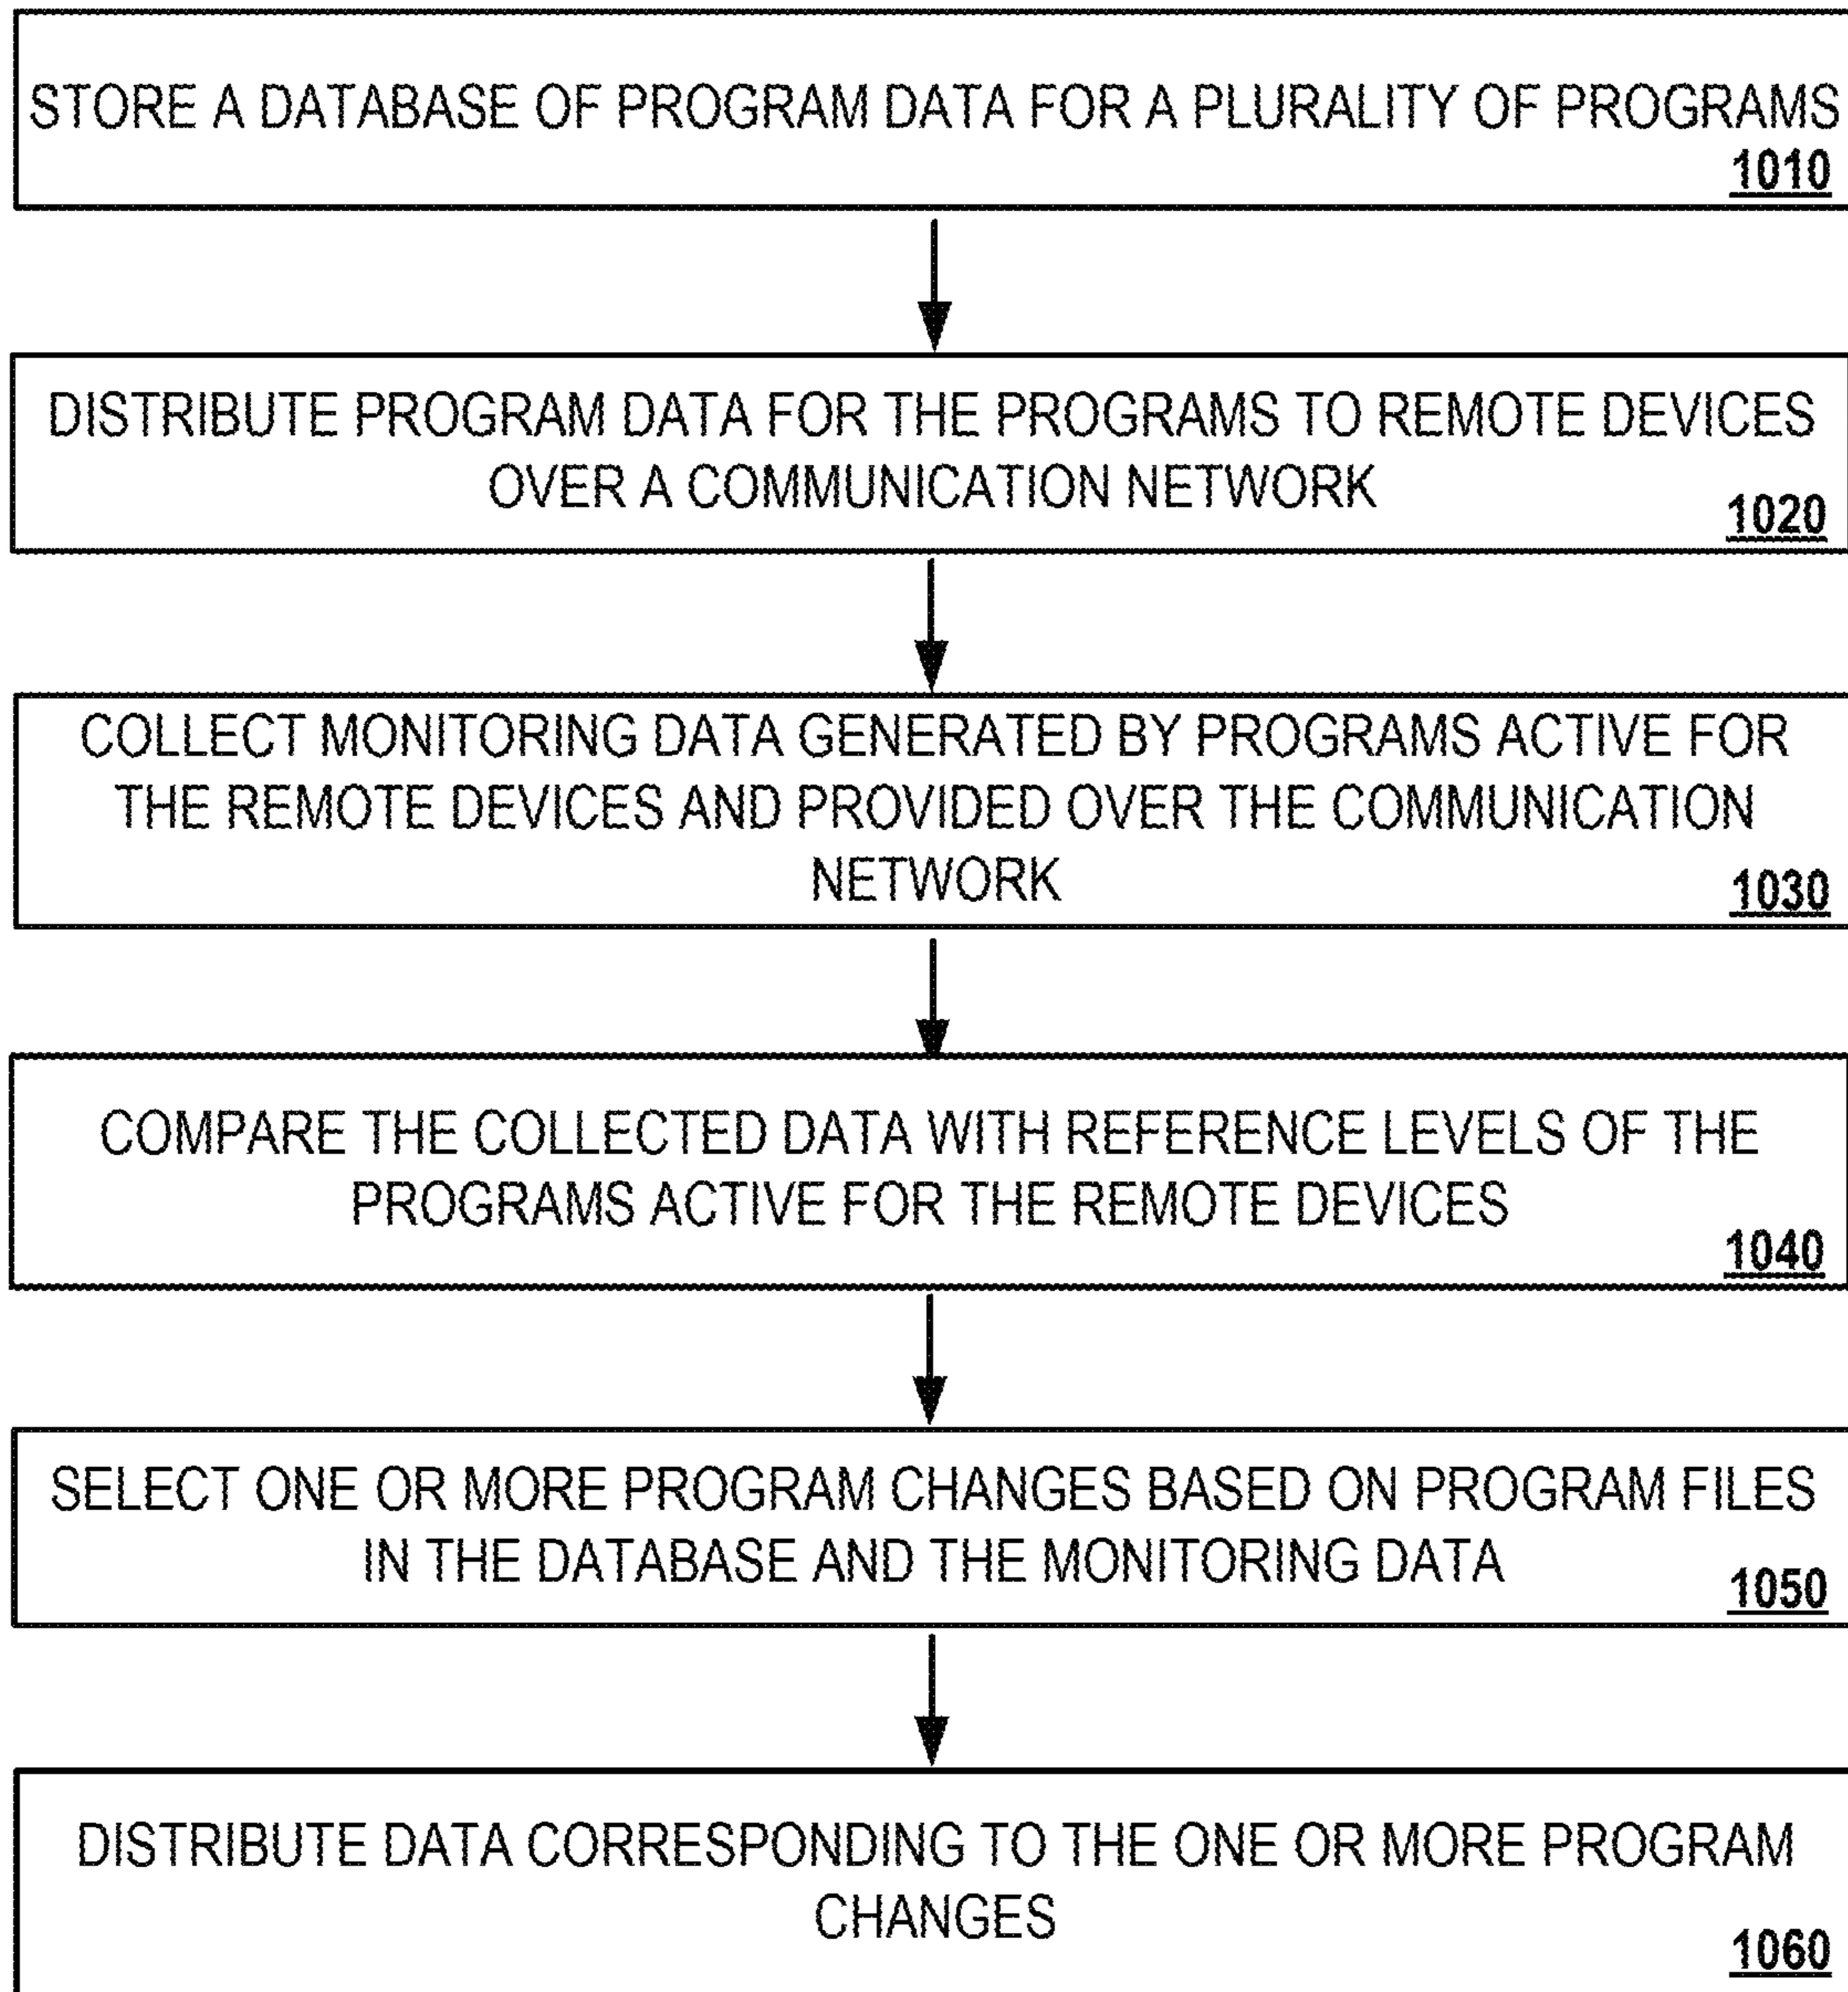 STORE A DATABASE OF PROGRAM DATA FOR A PLURALITY OF PROGRAMS
1010
DISTRIBUTE PROGRAM DATA FOR THE PROGRAMS TO REMOTE DEVICES
OVER A COMMUNICATION NETWORK
1020
COLLECT MONITORING DATA GENERATED BY PROGRAMS ACTIVE FOR
THE REMOTE DEVICES AND PROVIDED OVER THE COMMUNICATION
NETWORK
1030
COMPARE THE COLLECTED DATA WITH REFERENCE LEVELS OF THE
PROGRAMS ACTIVE FOR THE REMOTE DEVICES
1040
SELECT ONE OR MORE PROGRAM CHANGES BASED ON PROGRAM FILES
IN THE DATABASE AND THE MONITORING DATA
1050
DISTRIBUTE DATA CORRESPONDING TO THE ONE OR MORE PROGRAM
CHANGES
1060